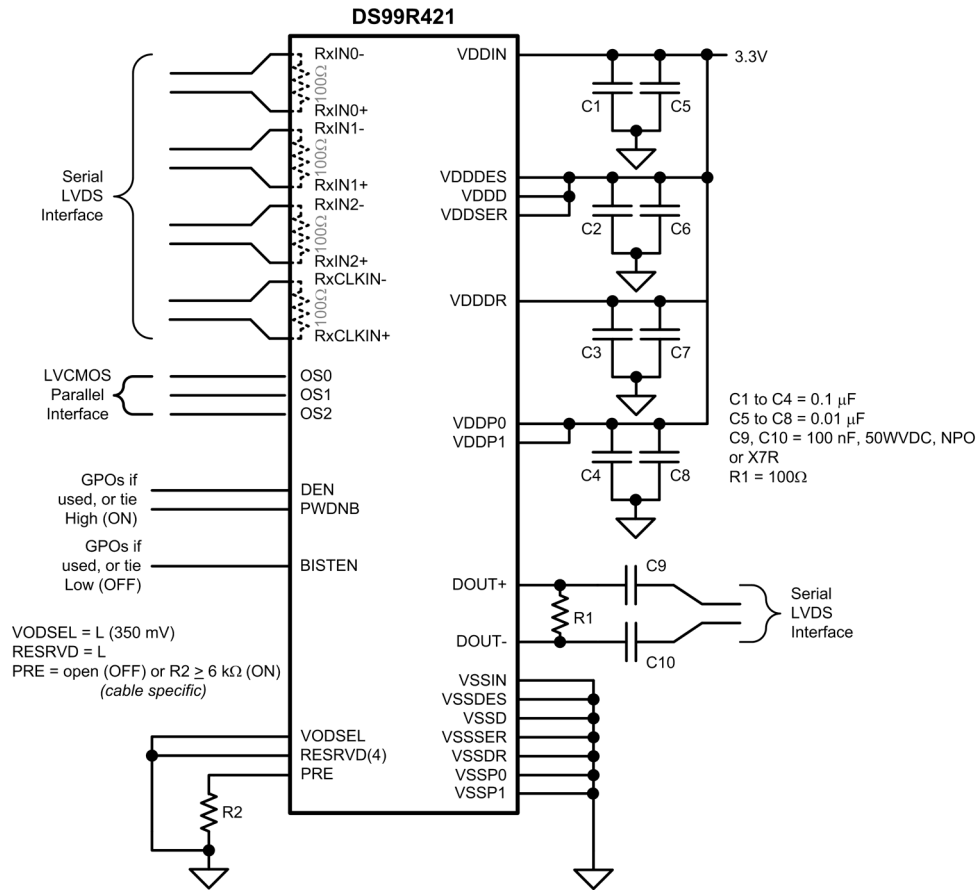 DS99R421
RxIN0-
100Ω
RxIN0+
RxIN1-
100Ω
RxIN1+
RxIN2-
100Ω
RxIN2+
RxCLKIN-
100Ω
RxCLKIN+
Serial
LVDS
Interface
LVCMOS
Parallel
Interface
OS0
OS1
OS2
GPOs if
used, or tie
High (ON)
DEN
PWDNB
GPOs if
used, or tie
Low (OFF)
BISTEN
VODSEL = L (350 mV)
RESRVD = L
PRE = open (OFF) or R2 ≥ 6 kΩ (ON)
(cable specific)
VODSEL
RESRVD(4)
PRE
R2
VDDIN
3.3V
C1
C5
VDDDES
VDDD
VDDSER
C2
C6
VDDDR
C3
C7
VDDP0
VDDP1
C4
C8
C1 to C4 = 0.1 μF
C5 to C8 = 0.01 μF
C9, C10 = 100 nF, 50WVDC, NPO
or X7R
R1 = 100Ω
DOUT+
C9
R1
DOUT-
C10
Serial
LVDS
Interface
VSSIN
VSSDES
VSSD
VSSSER
VSSDR
VSSP0
VSSP1